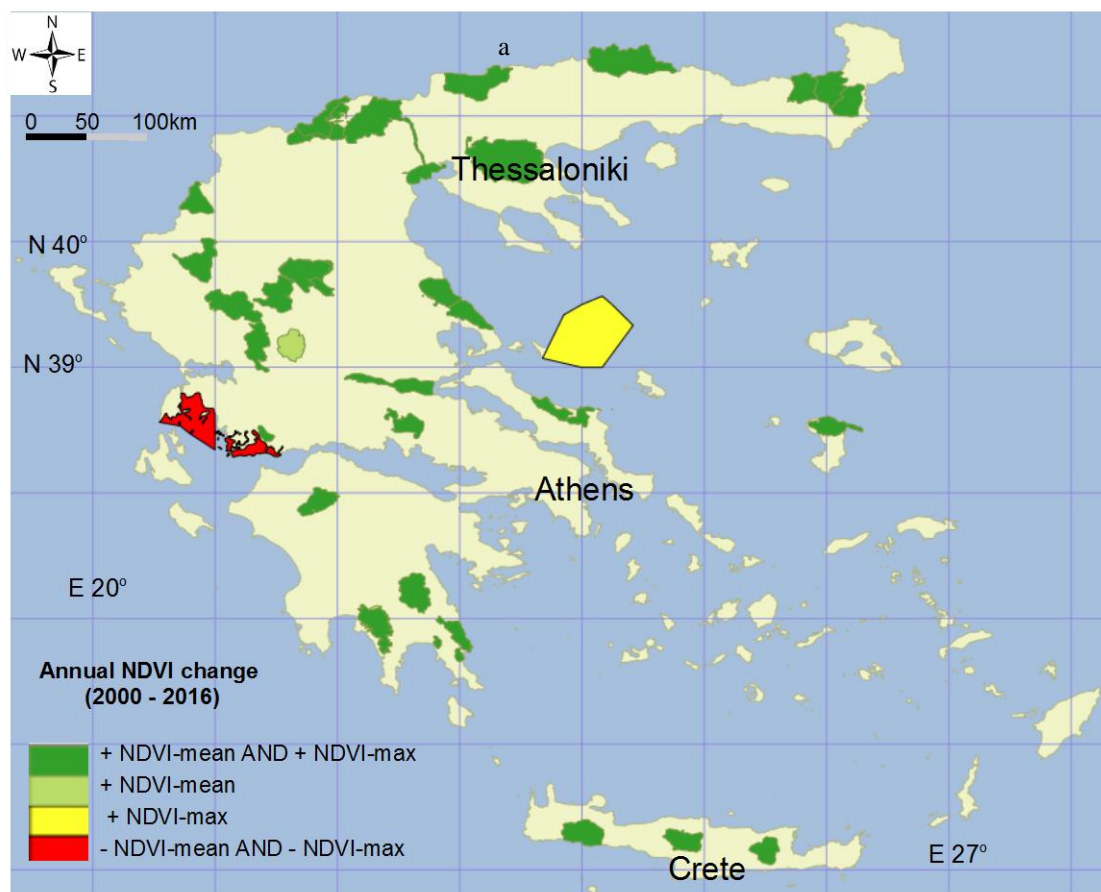 a
N
W E
S
0 50 100km
Thessaloniki
N 40°
N 39°
Athens
E 20°
Annual NDVI change
(2000 - 2016)
+ NDVI-mean AND + NDVI-max
+ NDVI-mean
+ NDVI-max
- NDVI-mean AND - NDVI-max
Crete
E 27°